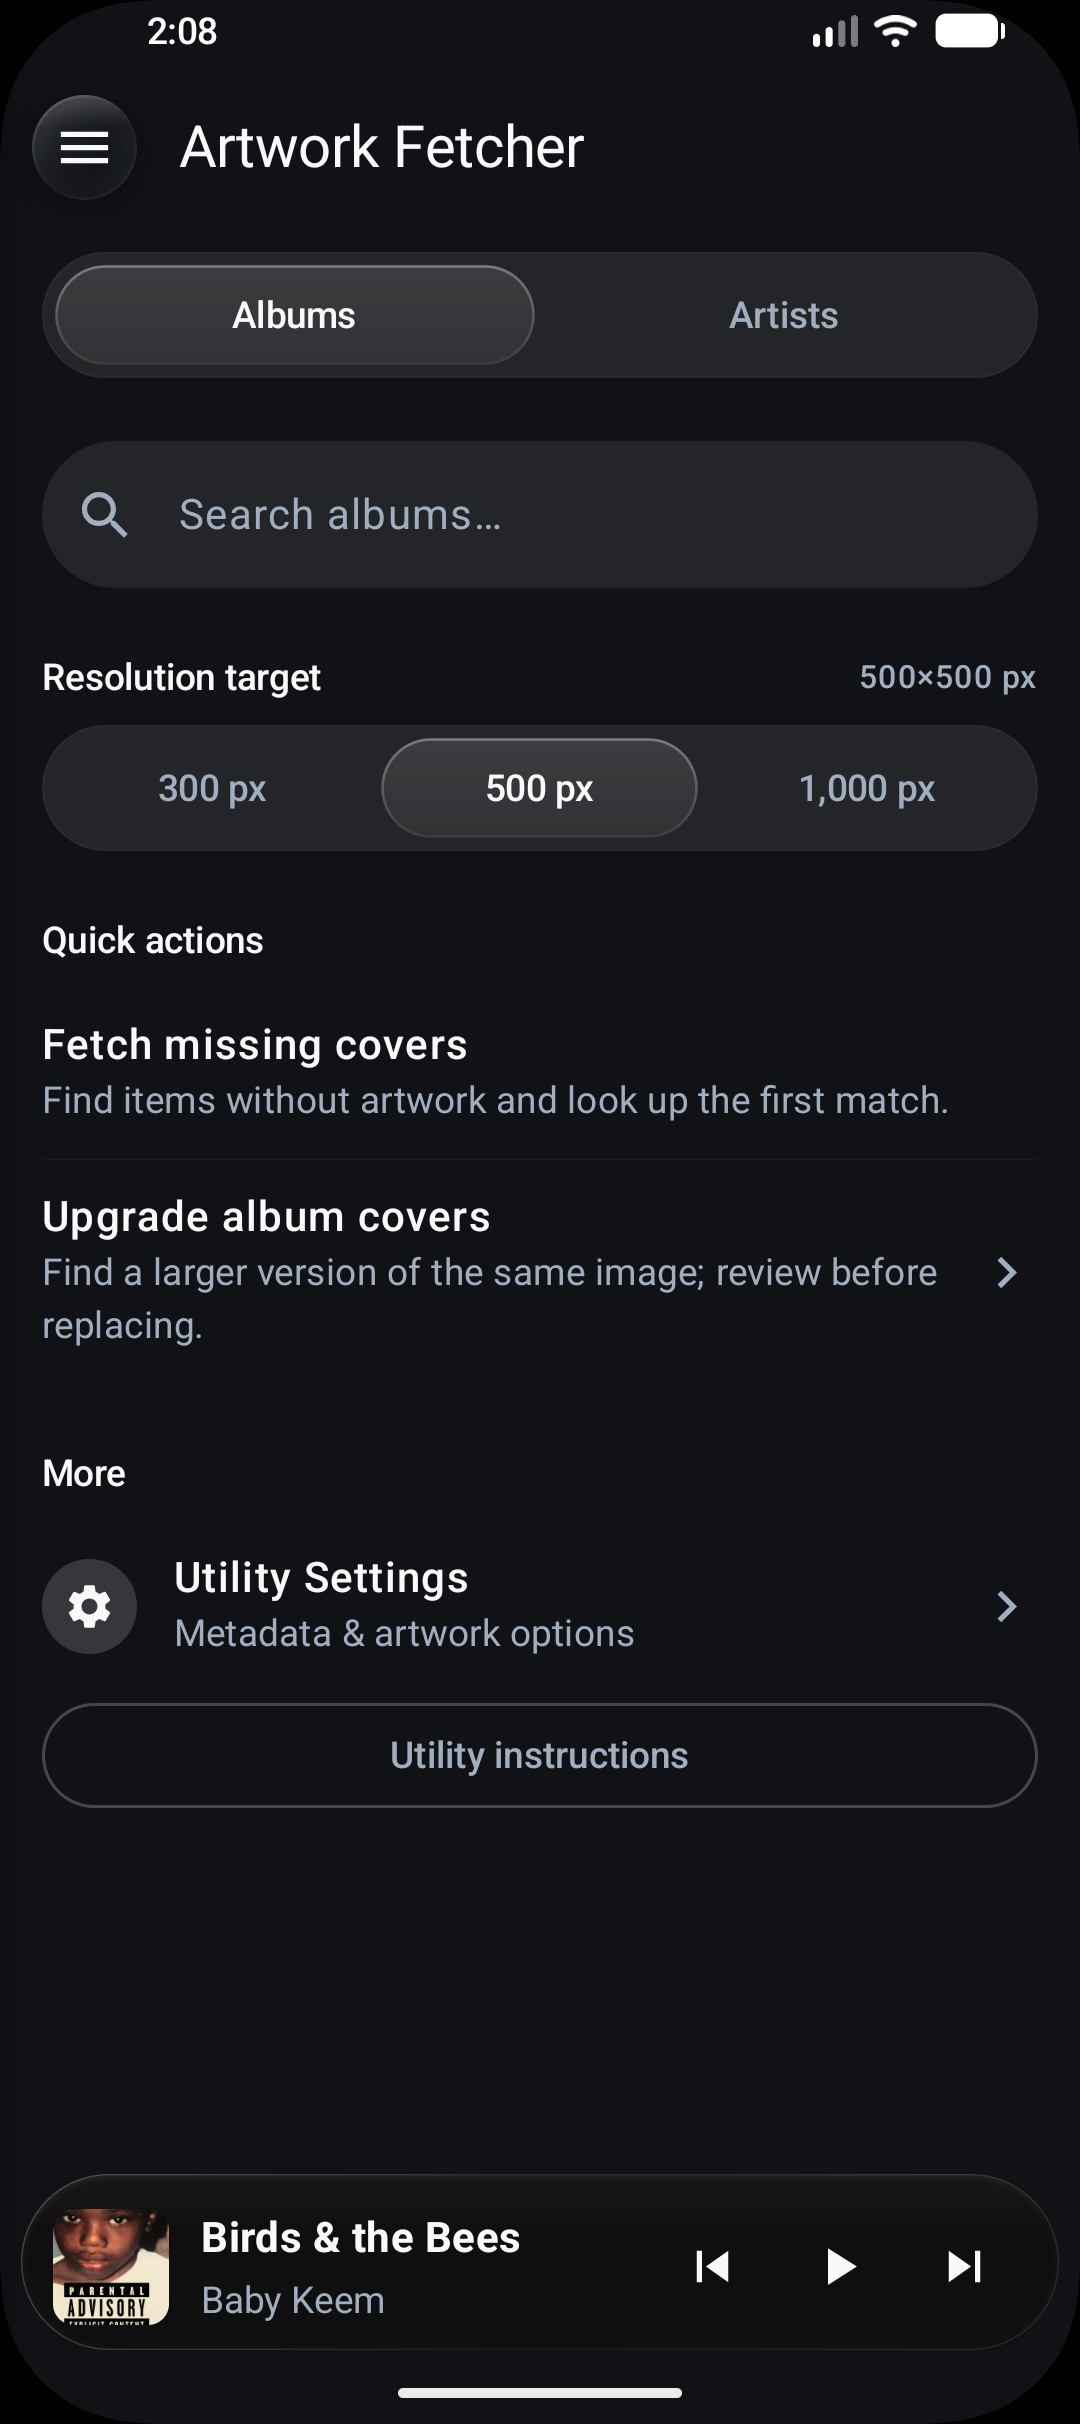 2:08
Artwork Fetcher
Albums
Artists
Search albums...
Resolution target
500×500 px
300 px
500 px
1,000 px
Quick actions
Fetch missing covers
Find items without artwork and look up the first match.
Upgrade album covers
Find a larger version of the same image; review before
replacing.
More
Utility Settings
Metadata & artwork options
Utility instructions
Birds & the Bees
Baby Keem
PARENTAL
ADVISORY
EXPLICIT CONTENT